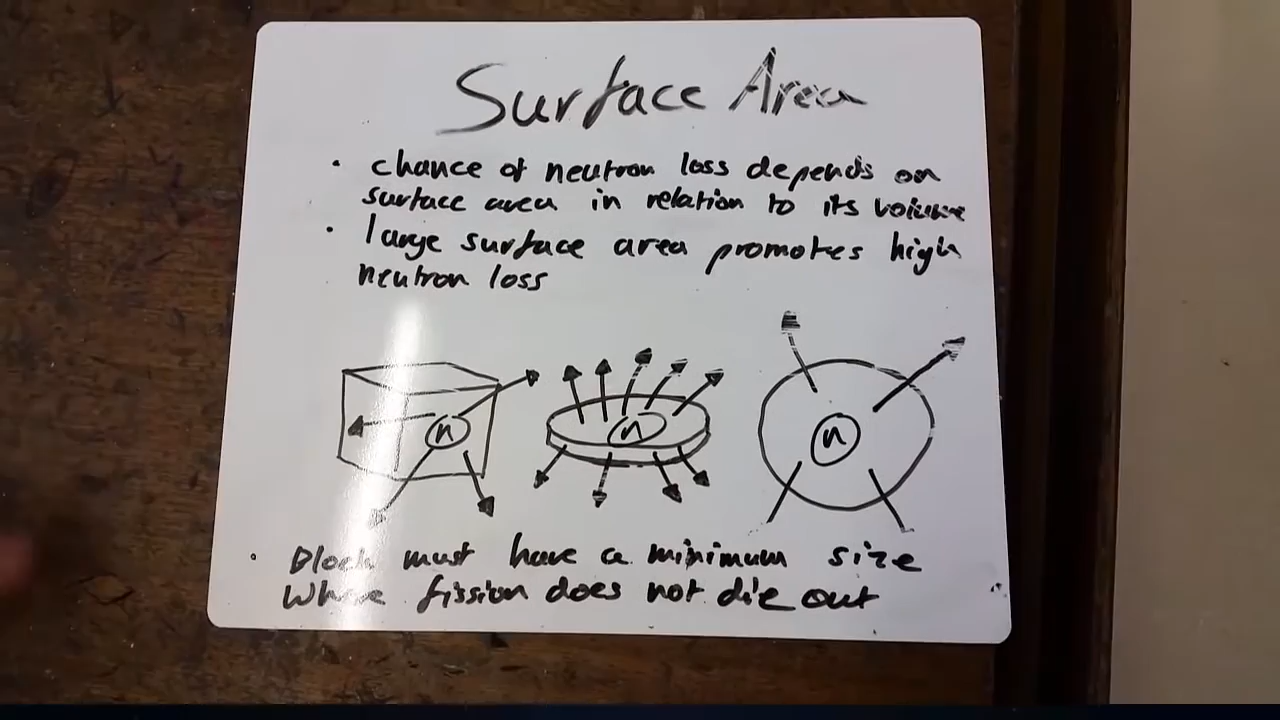 Surface Area
• chance of neutron loss depends on
surface area in relation to its volume
• large surface area promotes high
neutron loss
n
n
n
• Block must have a minimum size
Where fission does not die out